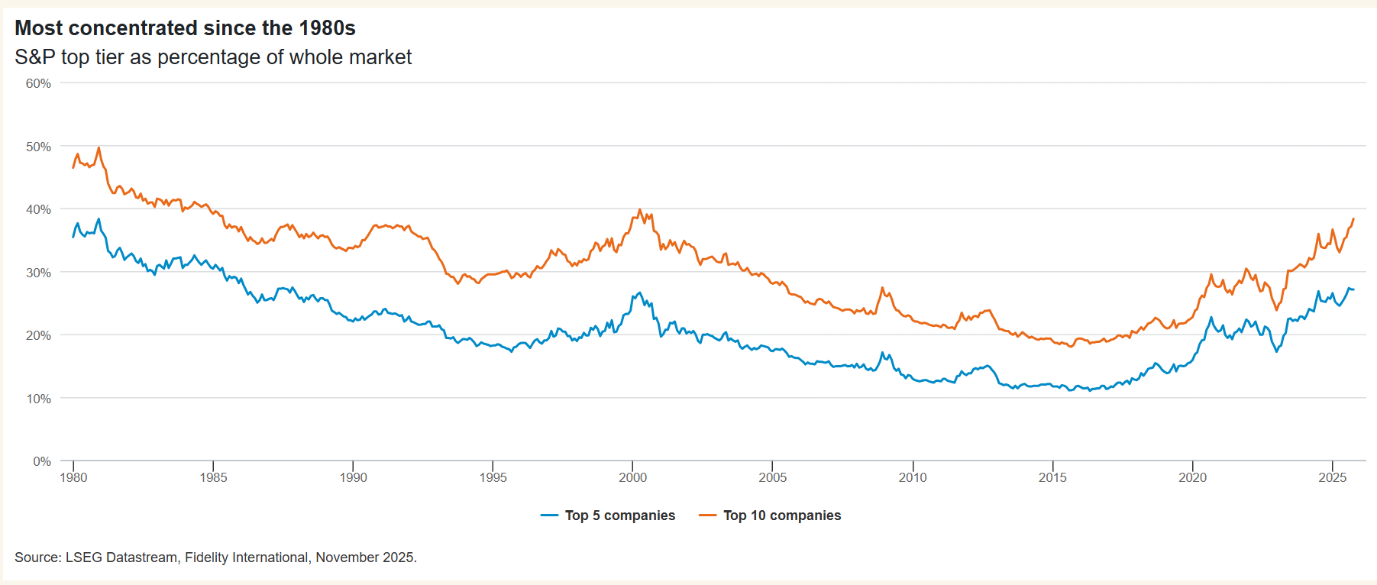 Most concentrated since the 1980s
S&P top tier as percentage of whole market
60%
50%
40%
30%
20%
10%
0%
1980 1985 1990 1995 2000 2005 2010 2015 2020 2025
Top 5 companies Top 10 companies
Source: LSEG Datastream, Fidelity International, November 2025.